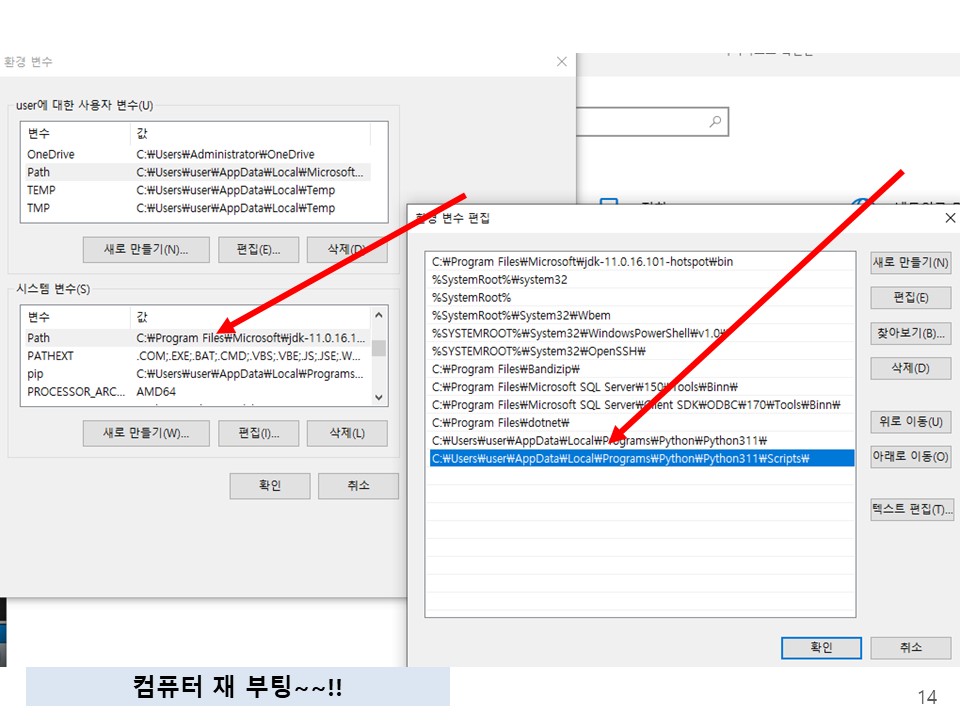 환경 변수
user에 대한 사용자 변수(U)
변수 값
OneDrive C:₩Users₩Administrator₩OneDrive
Path C:₩Users₩user₩AppData₩Local₩Microsoft...
TEMP C:₩Users₩user₩AppData₩Local₩Temp
TMP C:₩Users₩user₩AppData₩Local₩Temp
새로 만들기(N)... 편집(E)... 삭제(D)
시스템 변수(S)
변수 값
Path C:₩Program Files₩Microsoft₩jdk-11.0.16.1...
PATHEXT .COM;.EXE;.BAT;.CMD;.VBS;.VBE;.JS;.JSE;.W...
pip C:₩Users₩user₩AppData₩Local₩Programs...
PROCESSOR_ARC... AMD64
새로 만들기(W)... 편집(I)... 삭제(L)
확인 취소
환경 변수 편집
C:₩Program Files₩Microsoft₩jdk-11.0.16.101-hotspot₩bin
%SystemRoot%₩system32
%SystemRoot%
%SystemRoot%₩System32₩Wbem
%SYSTEMROOT%₩System32₩WindowsPowerShell₩v1.0₩
%SYSTEMROOT%₩System32₩OpenSSH₩
C:₩Program Files₩Bandizip₩
C:₩Program Files₩Microsoft SQL Server₩150₩Tools₩Binn₩
C:₩Program Files₩Microsoft SQL Server₩Client SDK₩ODBC₩170₩Tools₩Binn₩
C:₩Program Files₩dotnet₩
C:₩Users₩user₩AppData₩Local₩Programs₩Python₩Python311₩
C:₩Users₩user₩AppData₩Local₩Programs₩Python₩Python311₩Scripts₩
새로 만들기(N)
편집(E)
찾아보기(B)...
삭제(D)
위로 이동(U)
아래로 이동(O)
텍스트 편집(T)...
확인 취소
컴퓨터 재 부팅~~!!
14